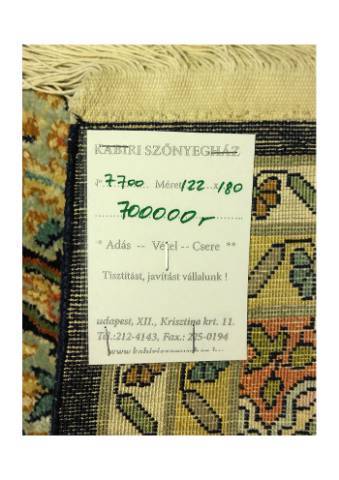 KABIRI SZŐNYEGHÁZ
7700 Méret 122 x 180
700000,-
* Adás -- Vétel -- Csere **
Tisztítást, javítást vállalunk !
udapest, XII., Krisztina krt. 11.
Tel.:212-4143, Fax.: 225-0194